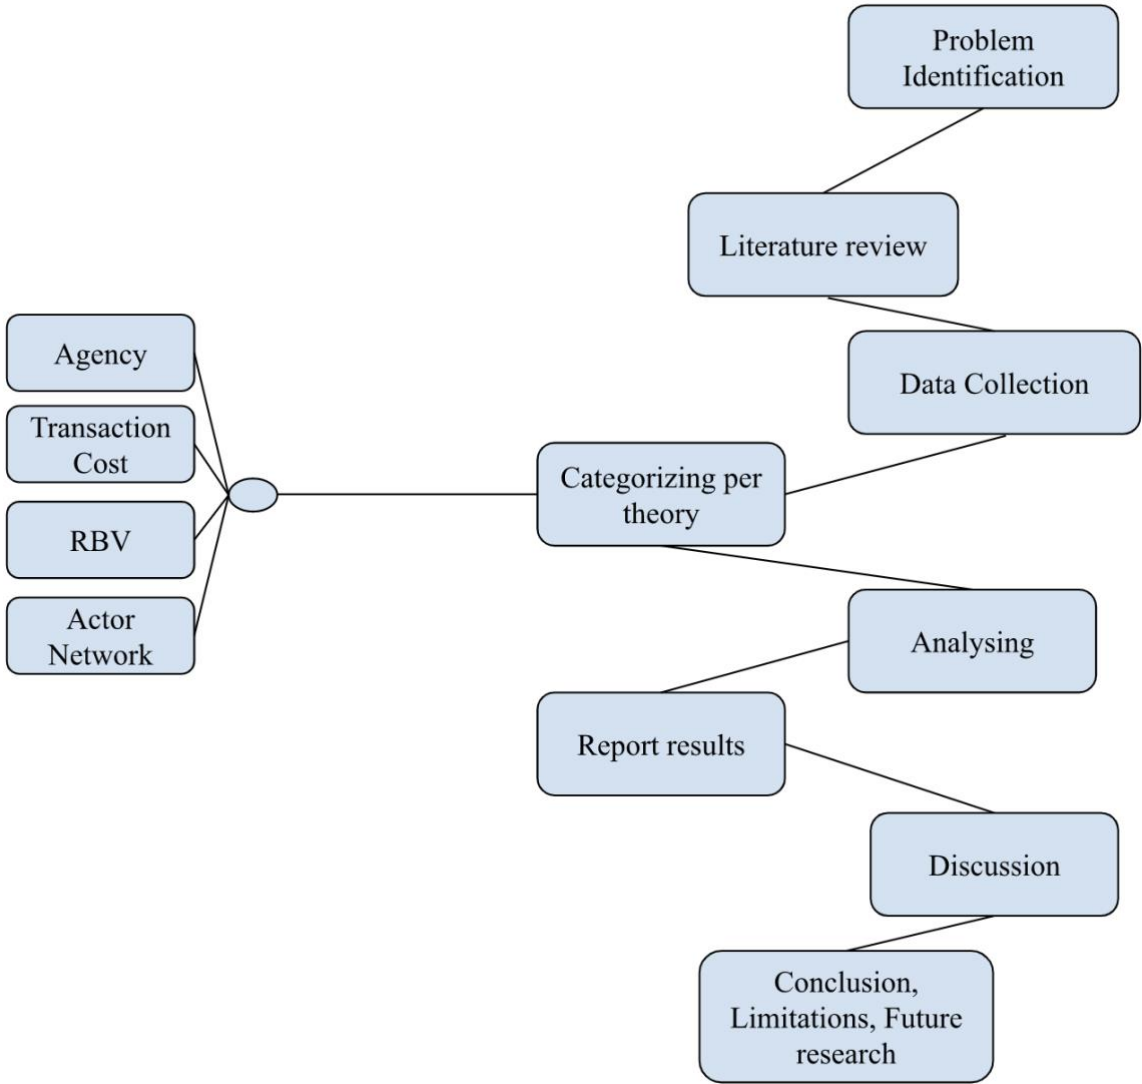 Problem
Identification
Literature review
Data Collection
Categorizing per
theory
Agency
Transaction
Cost
RBV
Actor
Network
Analysing
Report results
Discussion
Conclusion,
Limitations, Future
research